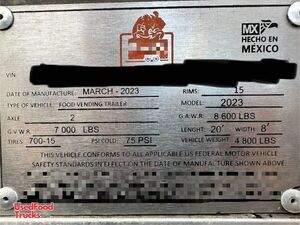 MX
HECHO EN
MÉXICO
VIN
DATE OF MANUFACTURE: MARCH - 2023 RIMS: 15
TYPE OF VEHICLE: FOOD VENDING TRAILER MODEL: 2023
AXLE 2 G.A.W.R. 8 600 LBS
G.V.W.R 7 000 LBS LENGHT: 20´ WIDTH: 8´
TIRES 700-15 PSI COLD: 75 PSI VEHICLE WEIGHT: 4 800 LBS
THIS VEHICLE CONFORMS TO ALL APPLICABLE US FEDERAL MOTOR VEHICLE
SAFETY STANDARDS IN EFFECT ON THE DATE OF MANUFACTURE SHOWN ABOVE
UsedFood
Trucks